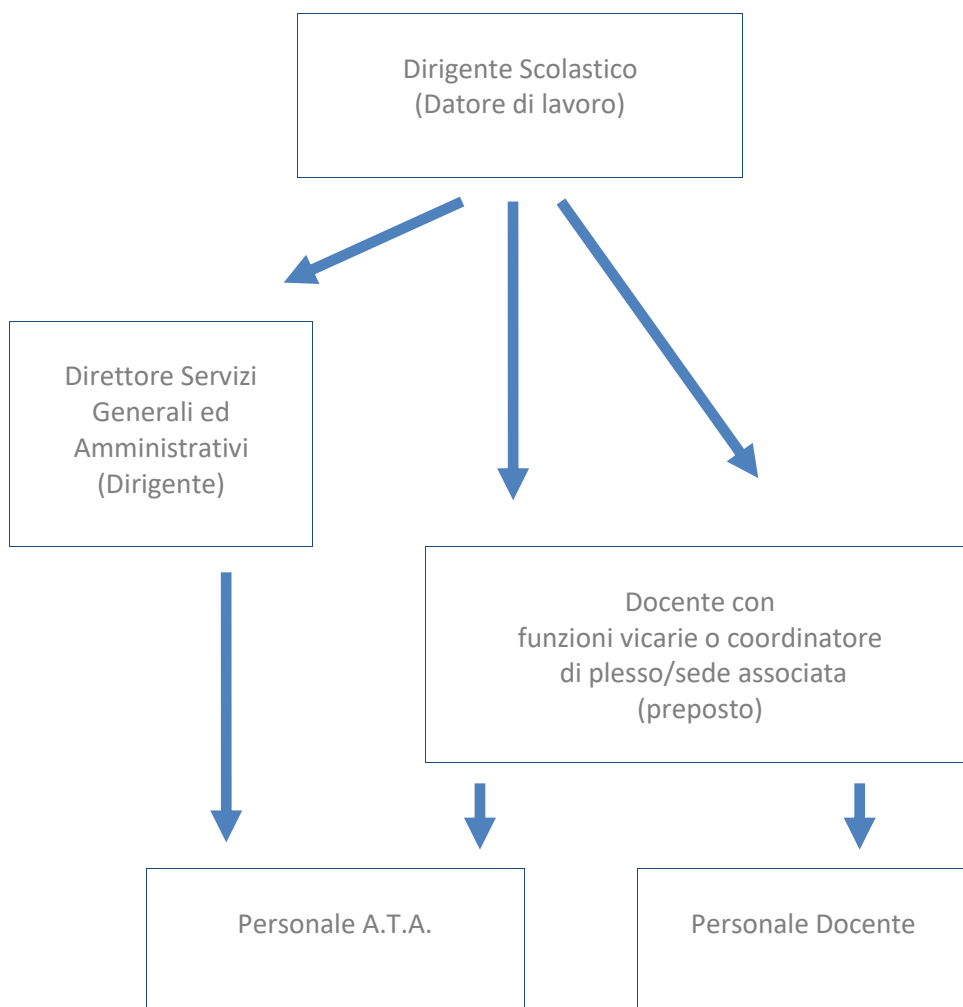 Dirigente Scolastico
(Datore di lavoro)
Direttore Servizi
Generali ed
Amministrativi
(Dirigente)
Docente con
funzioni vicarie o coordinatore
di plesso/sede associata
(preposto)
Personale A.T.A.
Personale Docente